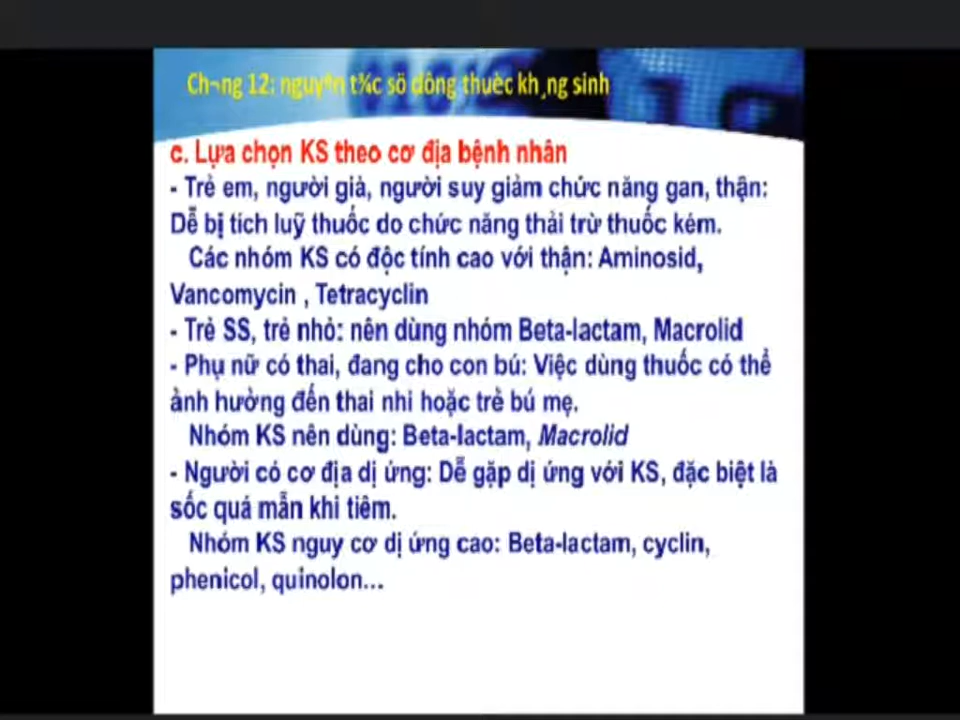 Ch¬ng 12: nguyªn t¾c sö dông thuèc kh¸ng sinh
c. Lựa chọn KS theo cơ địa bệnh nhân
- Trẻ em, người già, người suy giảm chức năng gan, thận:
Dễ bị tích luỹ thuốc do chức năng thải trừ thuốc kém.
Các nhóm KS có độc tính cao với thận: Aminosid,
Vancomycin , Tetracyclin
- Trẻ SS, trẻ nhỏ: nên dùng nhóm Beta-lactam, Macrolid
- Phụ nữ có thai, đang cho con bú: Việc dùng thuốc có thể
ảnh hưởng đến thai nhi hoặc trẻ bú mẹ.
Nhóm KS nên dùng: Beta-lactam, Macrolid
- Người có cơ địa dị ứng: Dễ gặp dị ứng với KS, đặc biệt là
sốc quá mẫn khi tiêm.
Nhóm KS nguy cơ dị ứng cao: Beta-lactam, cyclin,
phenicol, quinolon...